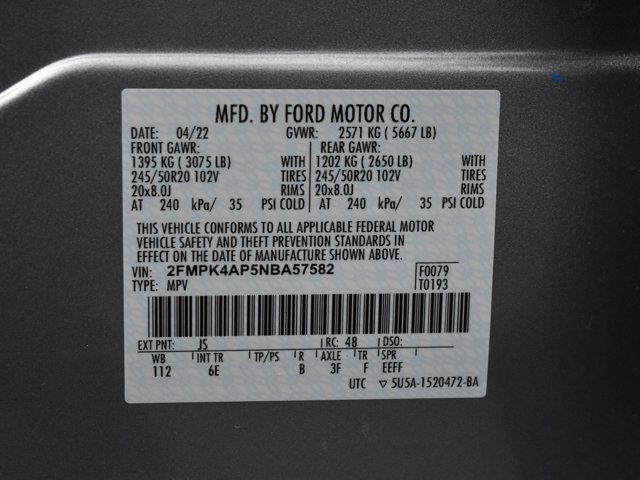 MFD. BY FORD MOTOR CO.
DATE: 04/22 GVWR: 2571 KG ( 5667 LB)
FRONT GAWR: REAR GAWR:
1395 KG ( 3075 LB) WITH 1202 KG ( 2650 LB) WITH
245/50R20 102V TIRES 245/50R20 102V TIRES
20x8.0J RIMS 20x8.0J RIMS
AT 240 kPa/ 35 PSI COLD AT 240 kPa/ 35 PSI COLD
THIS VEHICLE CONFORMS TO ALL APPLICABLE FEDERAL MOTOR
VEHICLE SAFETY AND THEFT PREVENTION STANDARDS IN
EFFECT ON THE DATE OF MANUFACTURE SHOWN ABOVE.
VIN: 2FMPK4AP5NBA57582 F0079
TYPE: MPV T0193
EXT PNT: JS RC: 48 DSO:
WB INT TR TP/PS R AXLE TR SPR
112 6E B 3F F EEFF
UTC ▽ 5U5A-1520472-BA